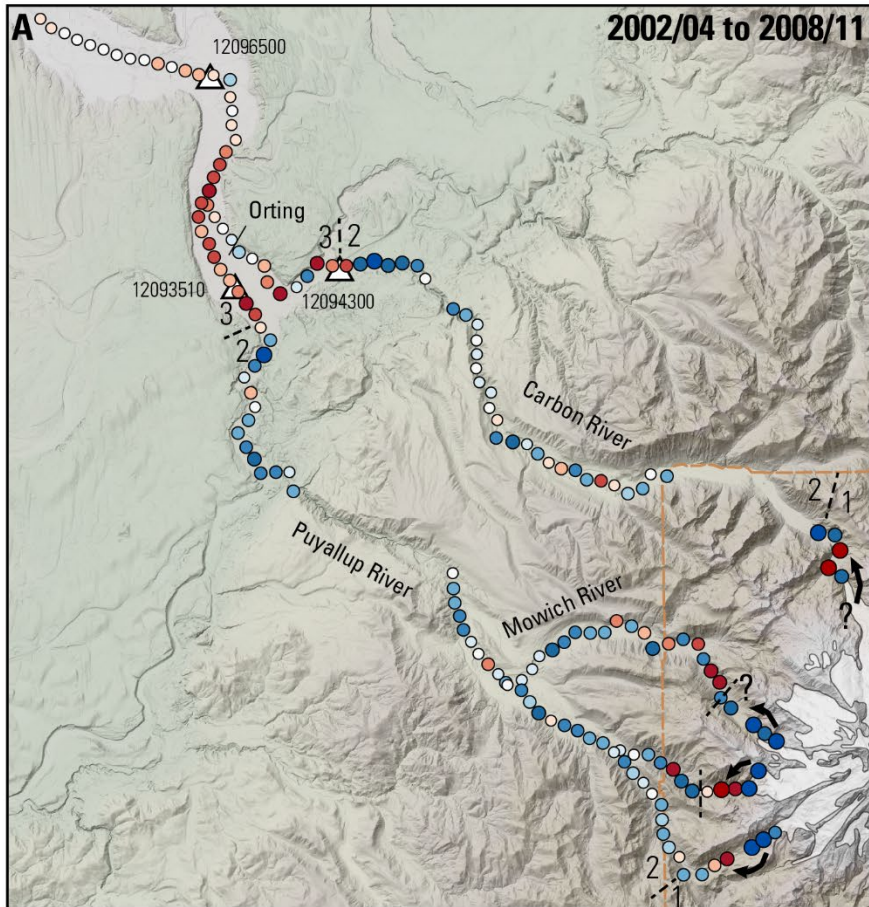 A
2002/04 to 2008/11
12096500
Orting
3 2
12093510
12094300
3
2
Carbon River
2 1
Puyallup River
Mowich River
?
?
2
1